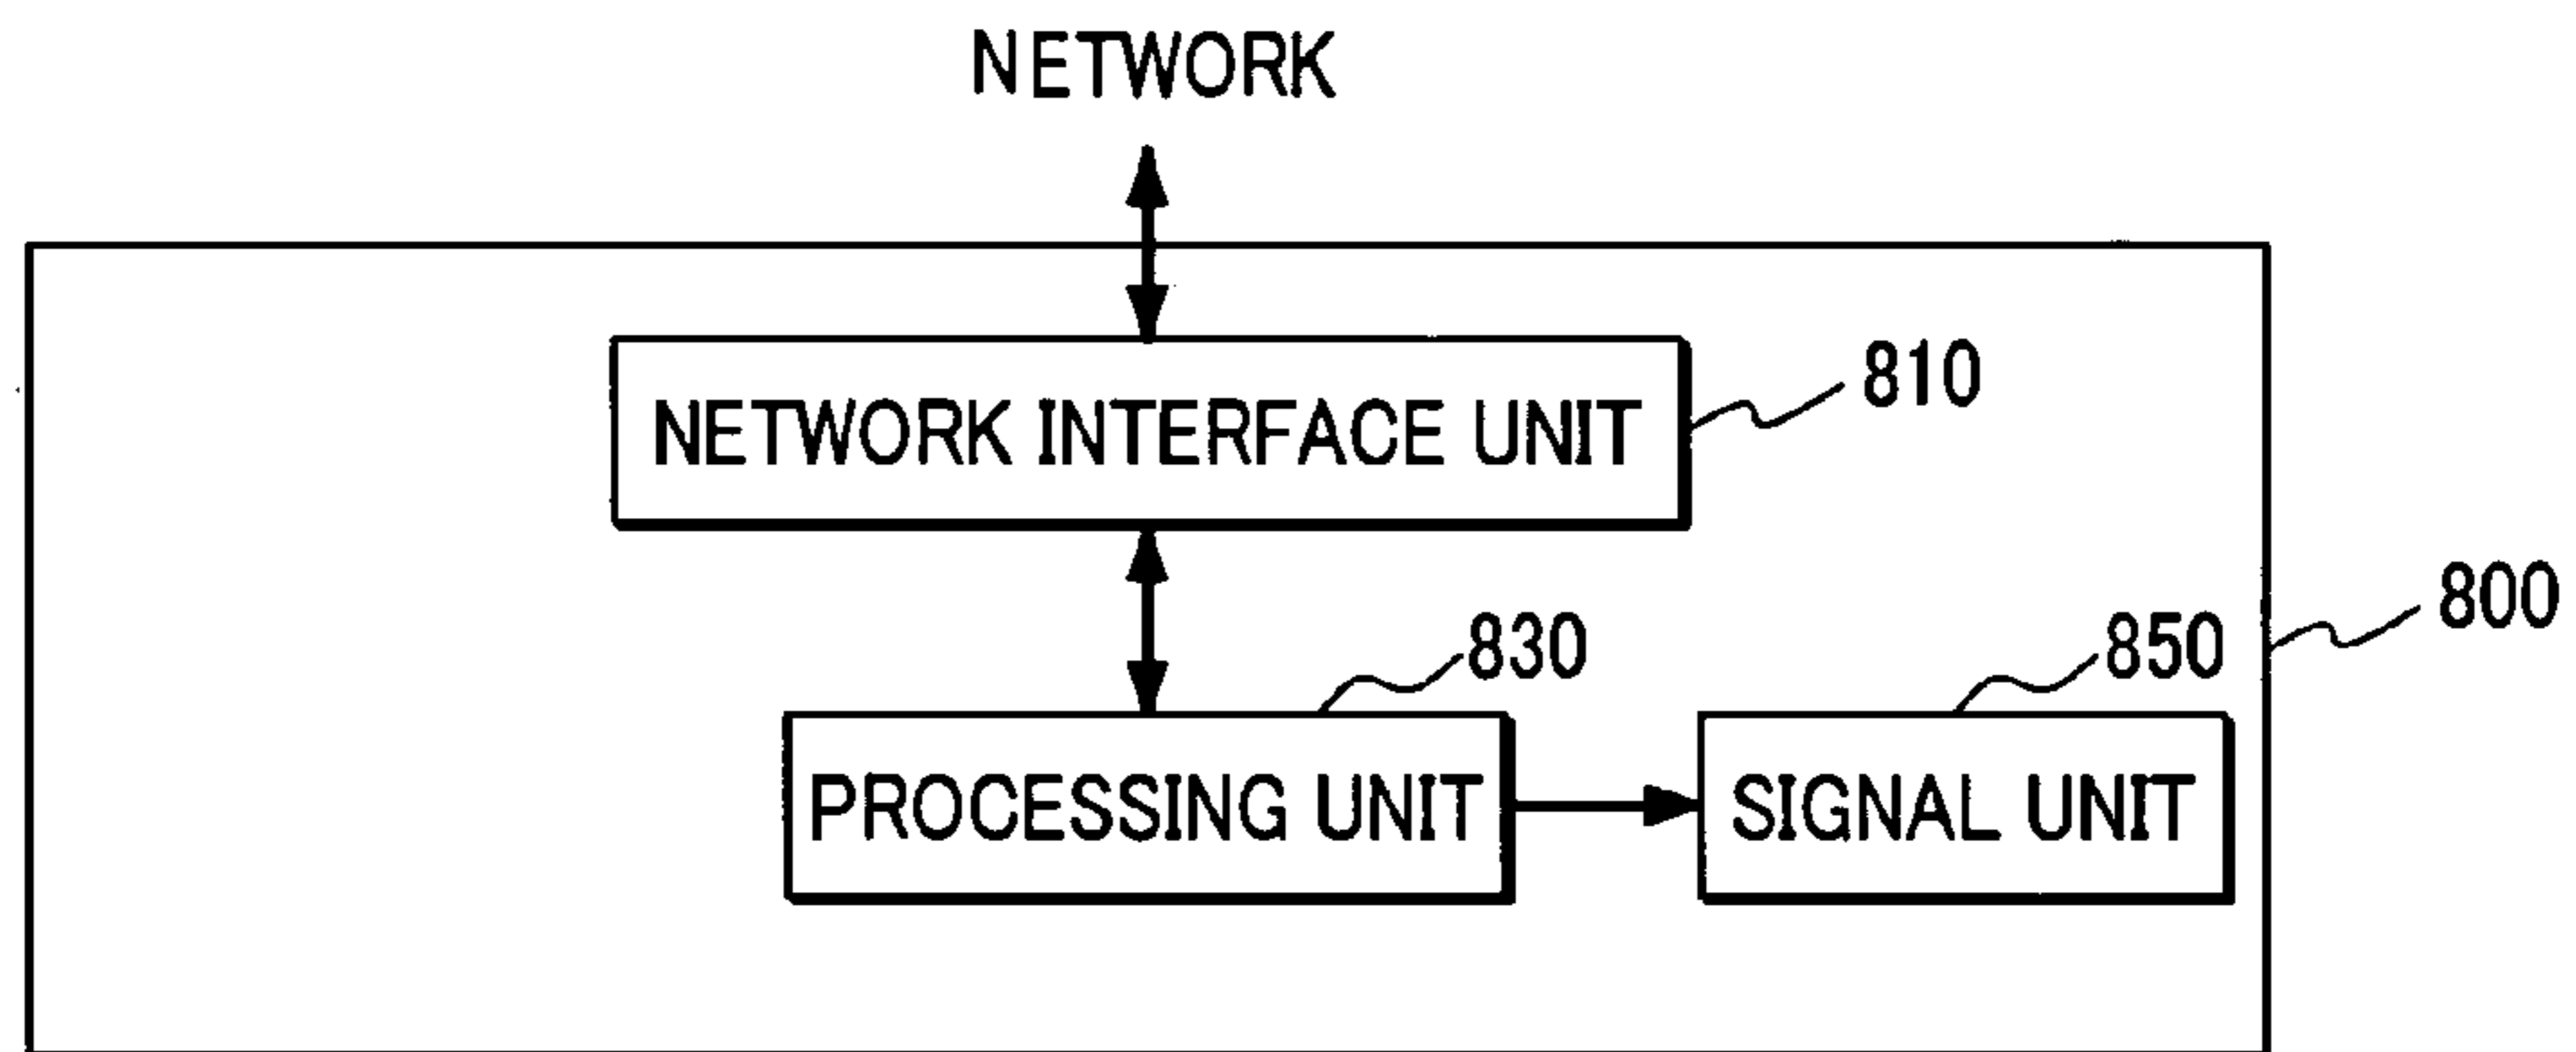 NETWORK
NETWORK INTERFACE UNIT
810
800
830
850
PROCESSING UNIT
SIGNAL UNIT